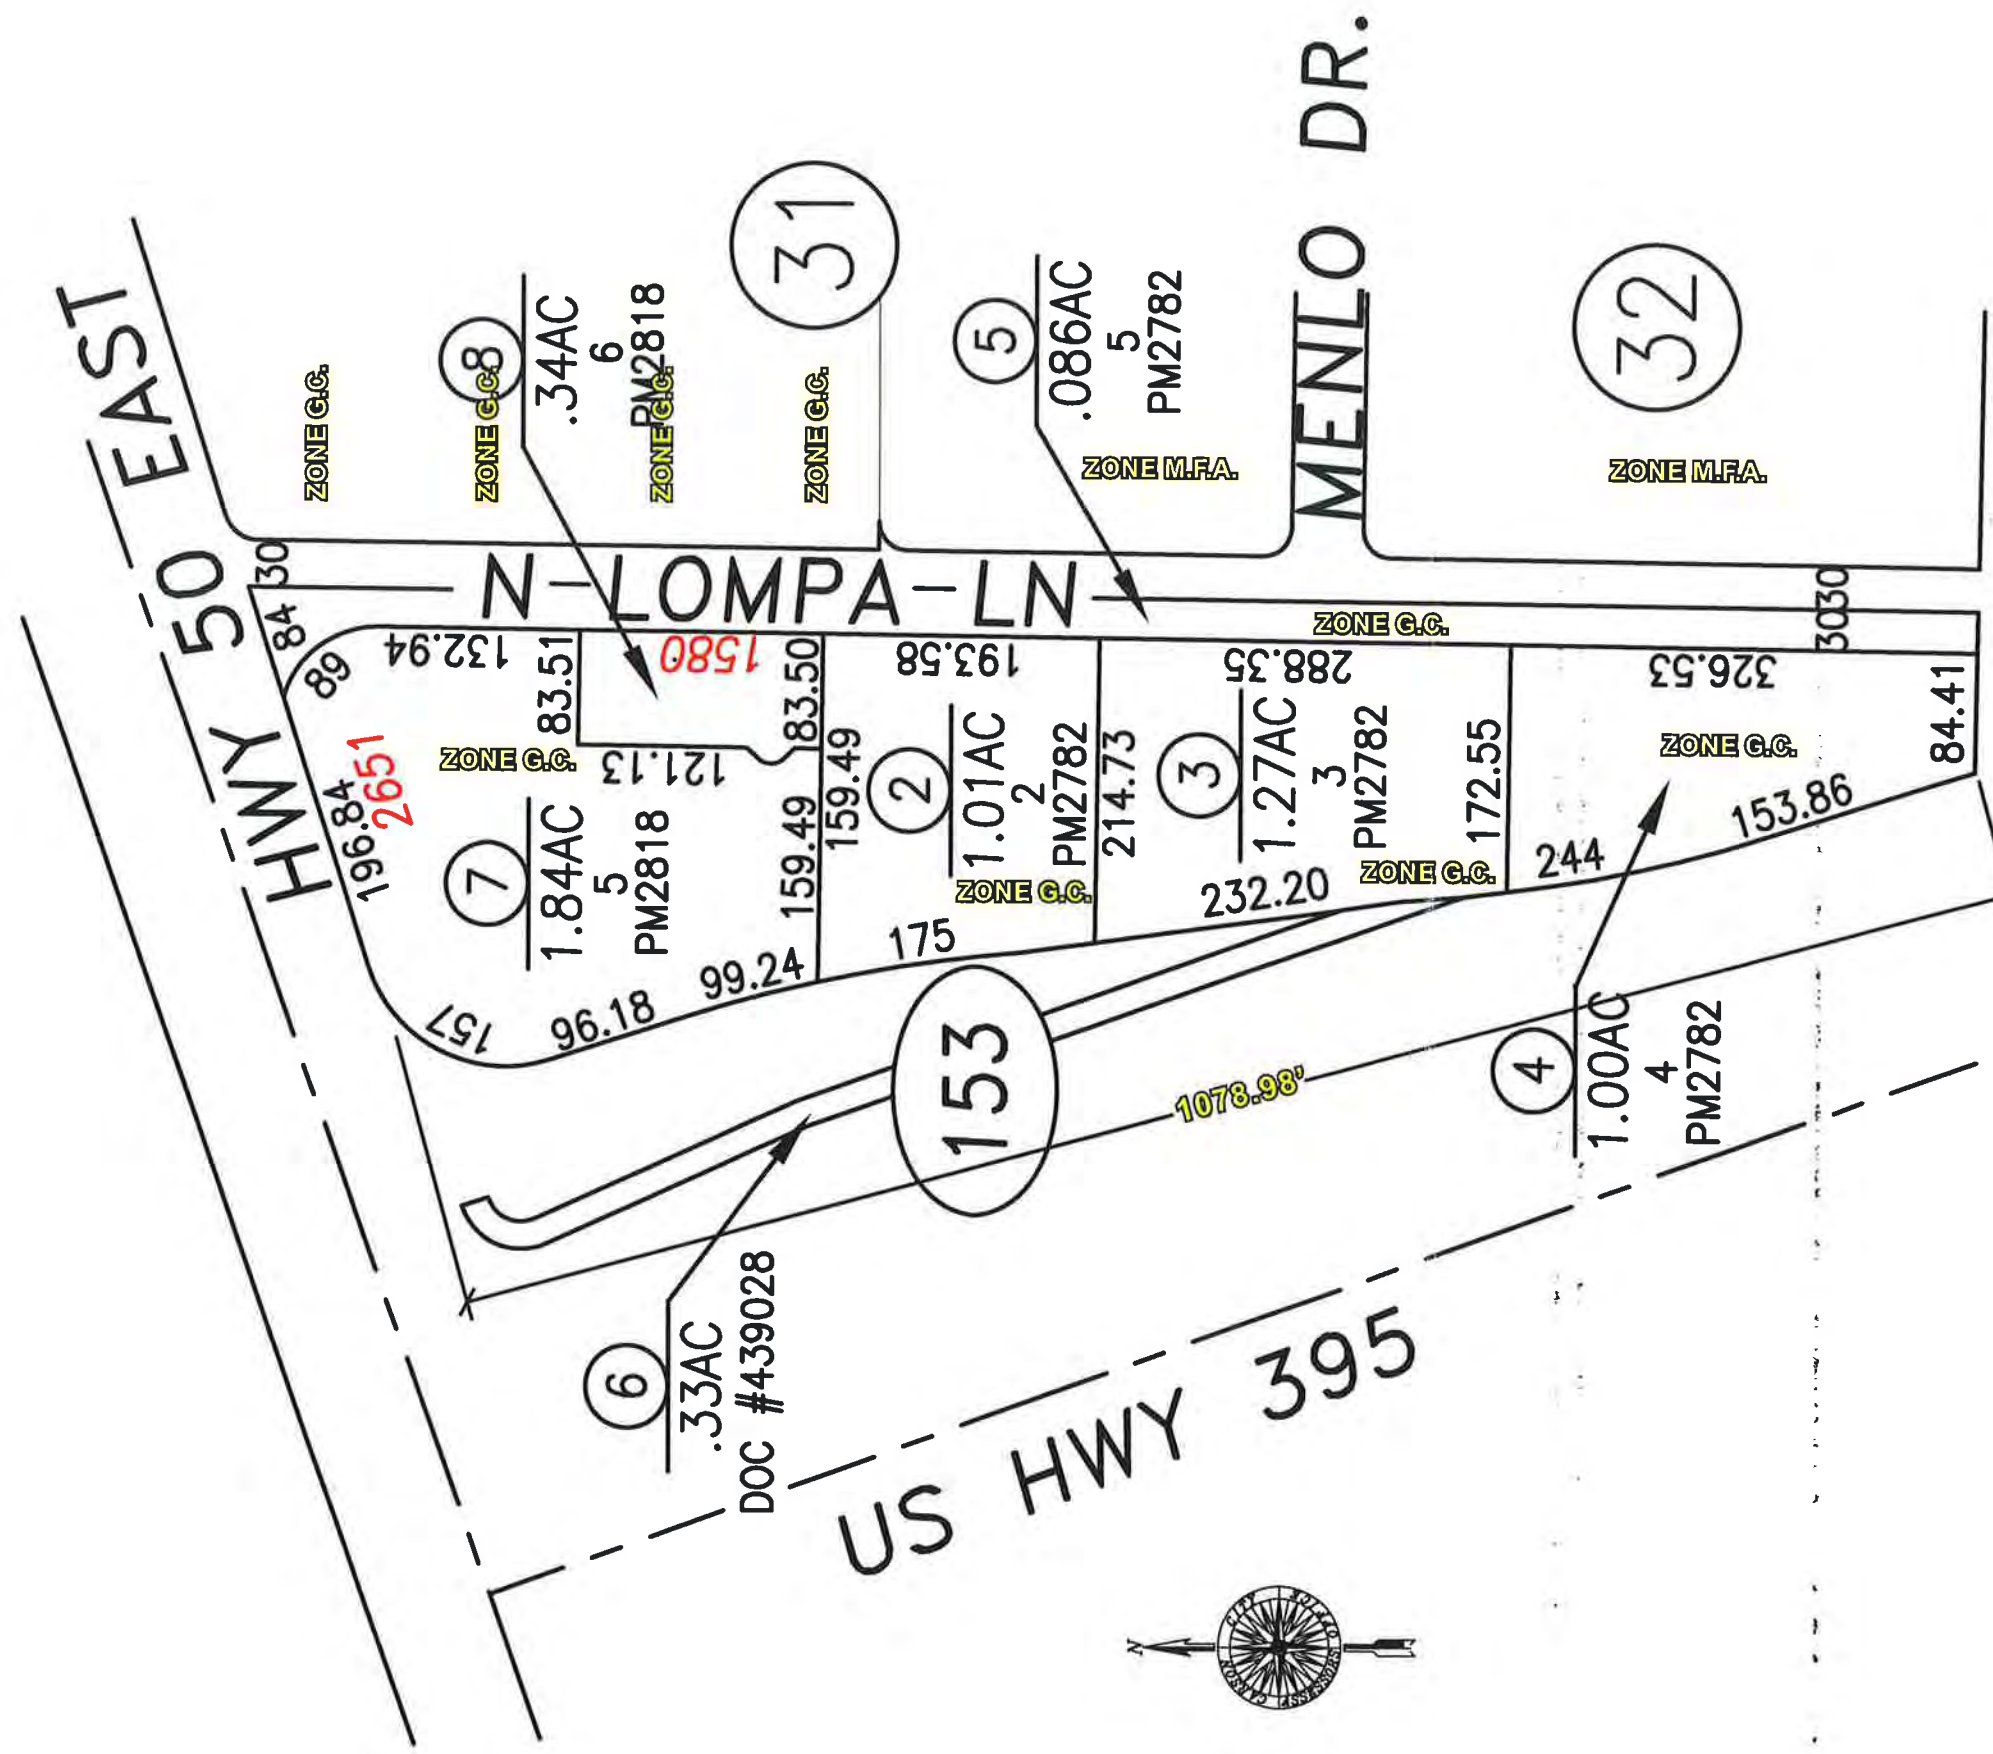 HWY 50 EAST
30
84
89
196.84
2651
132.94
N-LOMPA-LN
ZONE G.C.
ZONE G.C.
ZONE G.C.
ZONE G.C.
8
.34AC
6
PM2818
31
5
.086AC
5
PM2782
ZONE M.F.A.
MENLO DR.
32
ZONE M.F.A.
83.51
1580
83.50
121.13
ZONE G.C.
7
1.84AC
5
PM2818
159.49
159.49
157
96.18
99.24
193.58
2
1.01AC
2
PM2782
ZONE G.C.
175
214.73
288.35
ZONE G.C.
3
1.27AC
3
PM2782
ZONE G.C.
232.20
172.55
326.53
3030
30
84.41
ZONE G.C.
244
153.86
4
1.00AC
4
PM2782
153
1078.98'
6
.33AC
DOC #439028
US HWY 395
N
CARSON CITY
ASSESSORS OFFICE